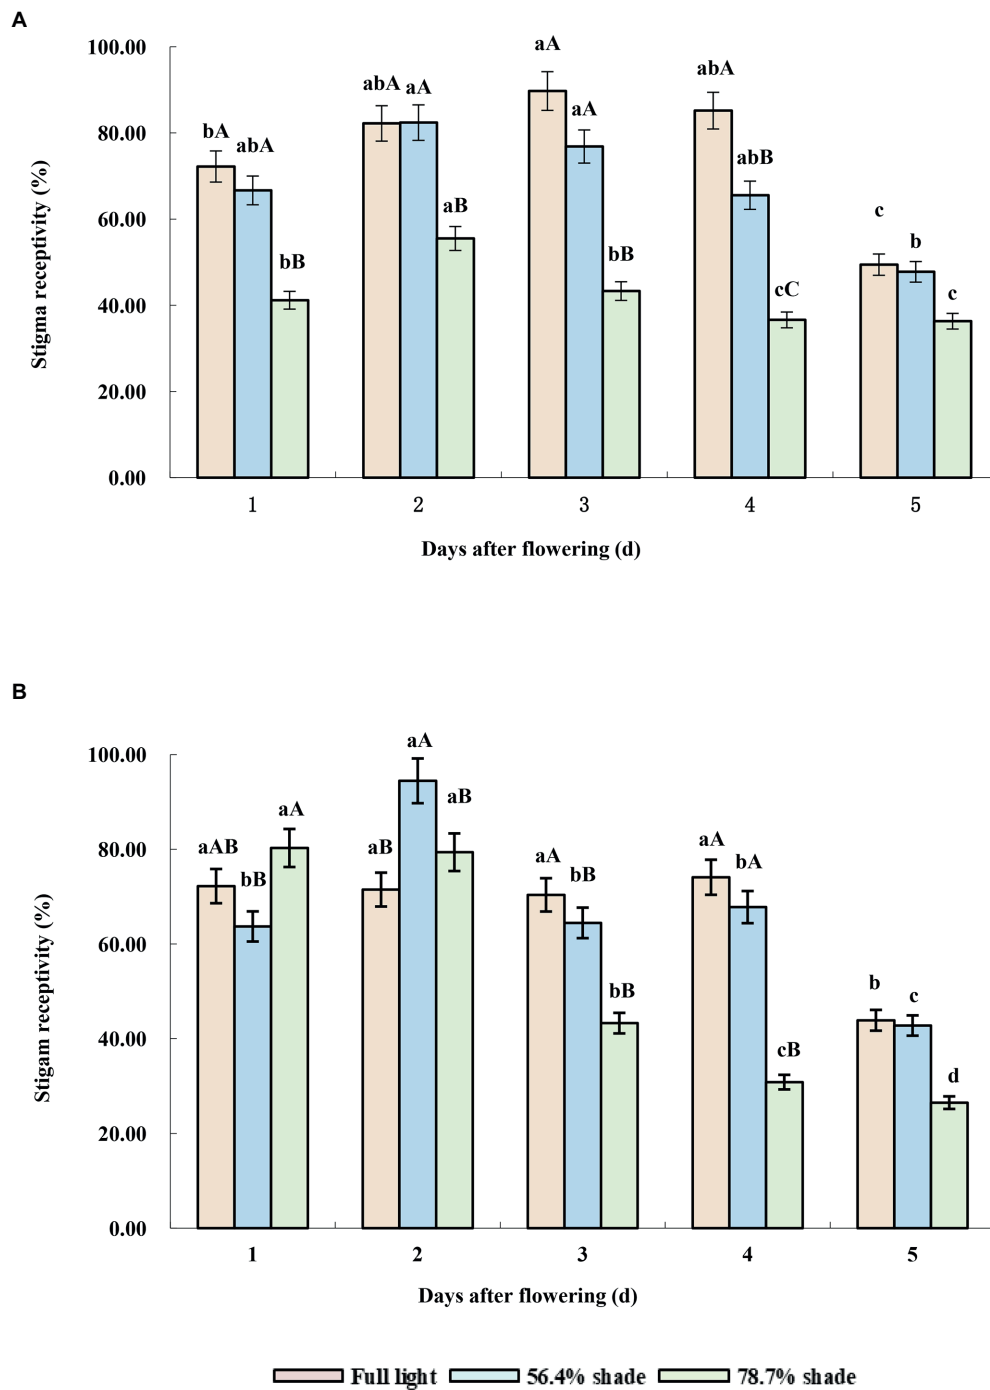 A
100.00
80.00
60.00
40.00
20.00
0.00
Stigma receptivity (%)
bA abA bB
abA aA aB
aA aA bB
abA abB cC
c b c
1 2 3 4 5
Days after flowering (d)
B
100.00
80.00
60.00
40.00
20.00
0.00
Stigam receptivity (%)
aAB bB aA
aB aA aB
aA bB bB
aA bA cB
b c d
1 2 3 4 5
Days after flowering (d)
Full light 56.4% shade 78.7% shade